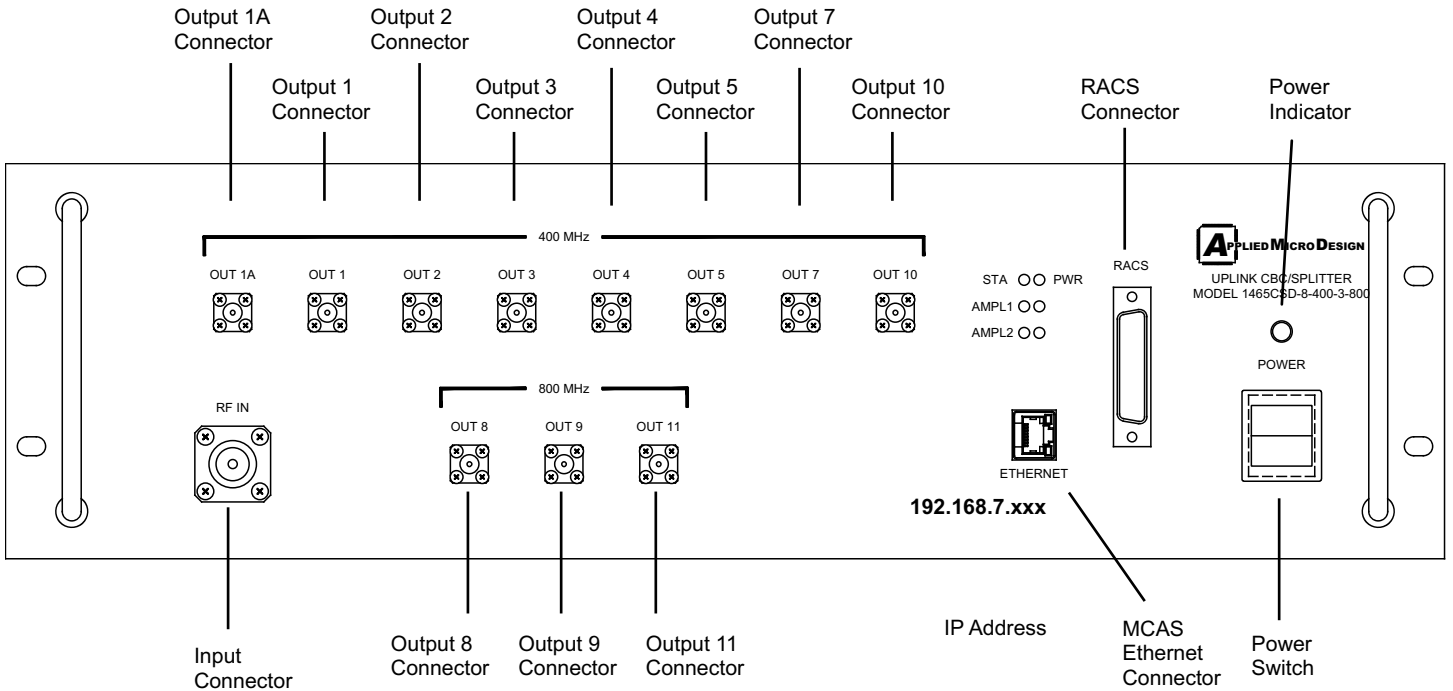 Output 1A
Connector
Output 2
Connector
Output 4
Connector
Output 7
Connector
Output 1
Connector
Output 3
Connector
Output 5
Connector
Output 10
Connector
RACS
Connector
Power
Indicator
400 MHz
OUT 1A
OUT 1
OUT 2
OUT 3
OUT 4
OUT 5
OUT 7
OUT 10
STA
PWR
AMPL1
AMPL2
RACS
APPLIED MICRO DESIGN
UPLINK CBC/SPLITTER
MODEL 1465CSD-8-400-3-800
POWER
800 MHz
RF IN
OUT 8
OUT 9
OUT 11
ETHERNET
192.168.7.xxx
Input
Connector
Output 8
Connector
Output 9
Connector
Output 11
Connector
IP Address
MCAS
Ethernet
Connector
Power
Switch